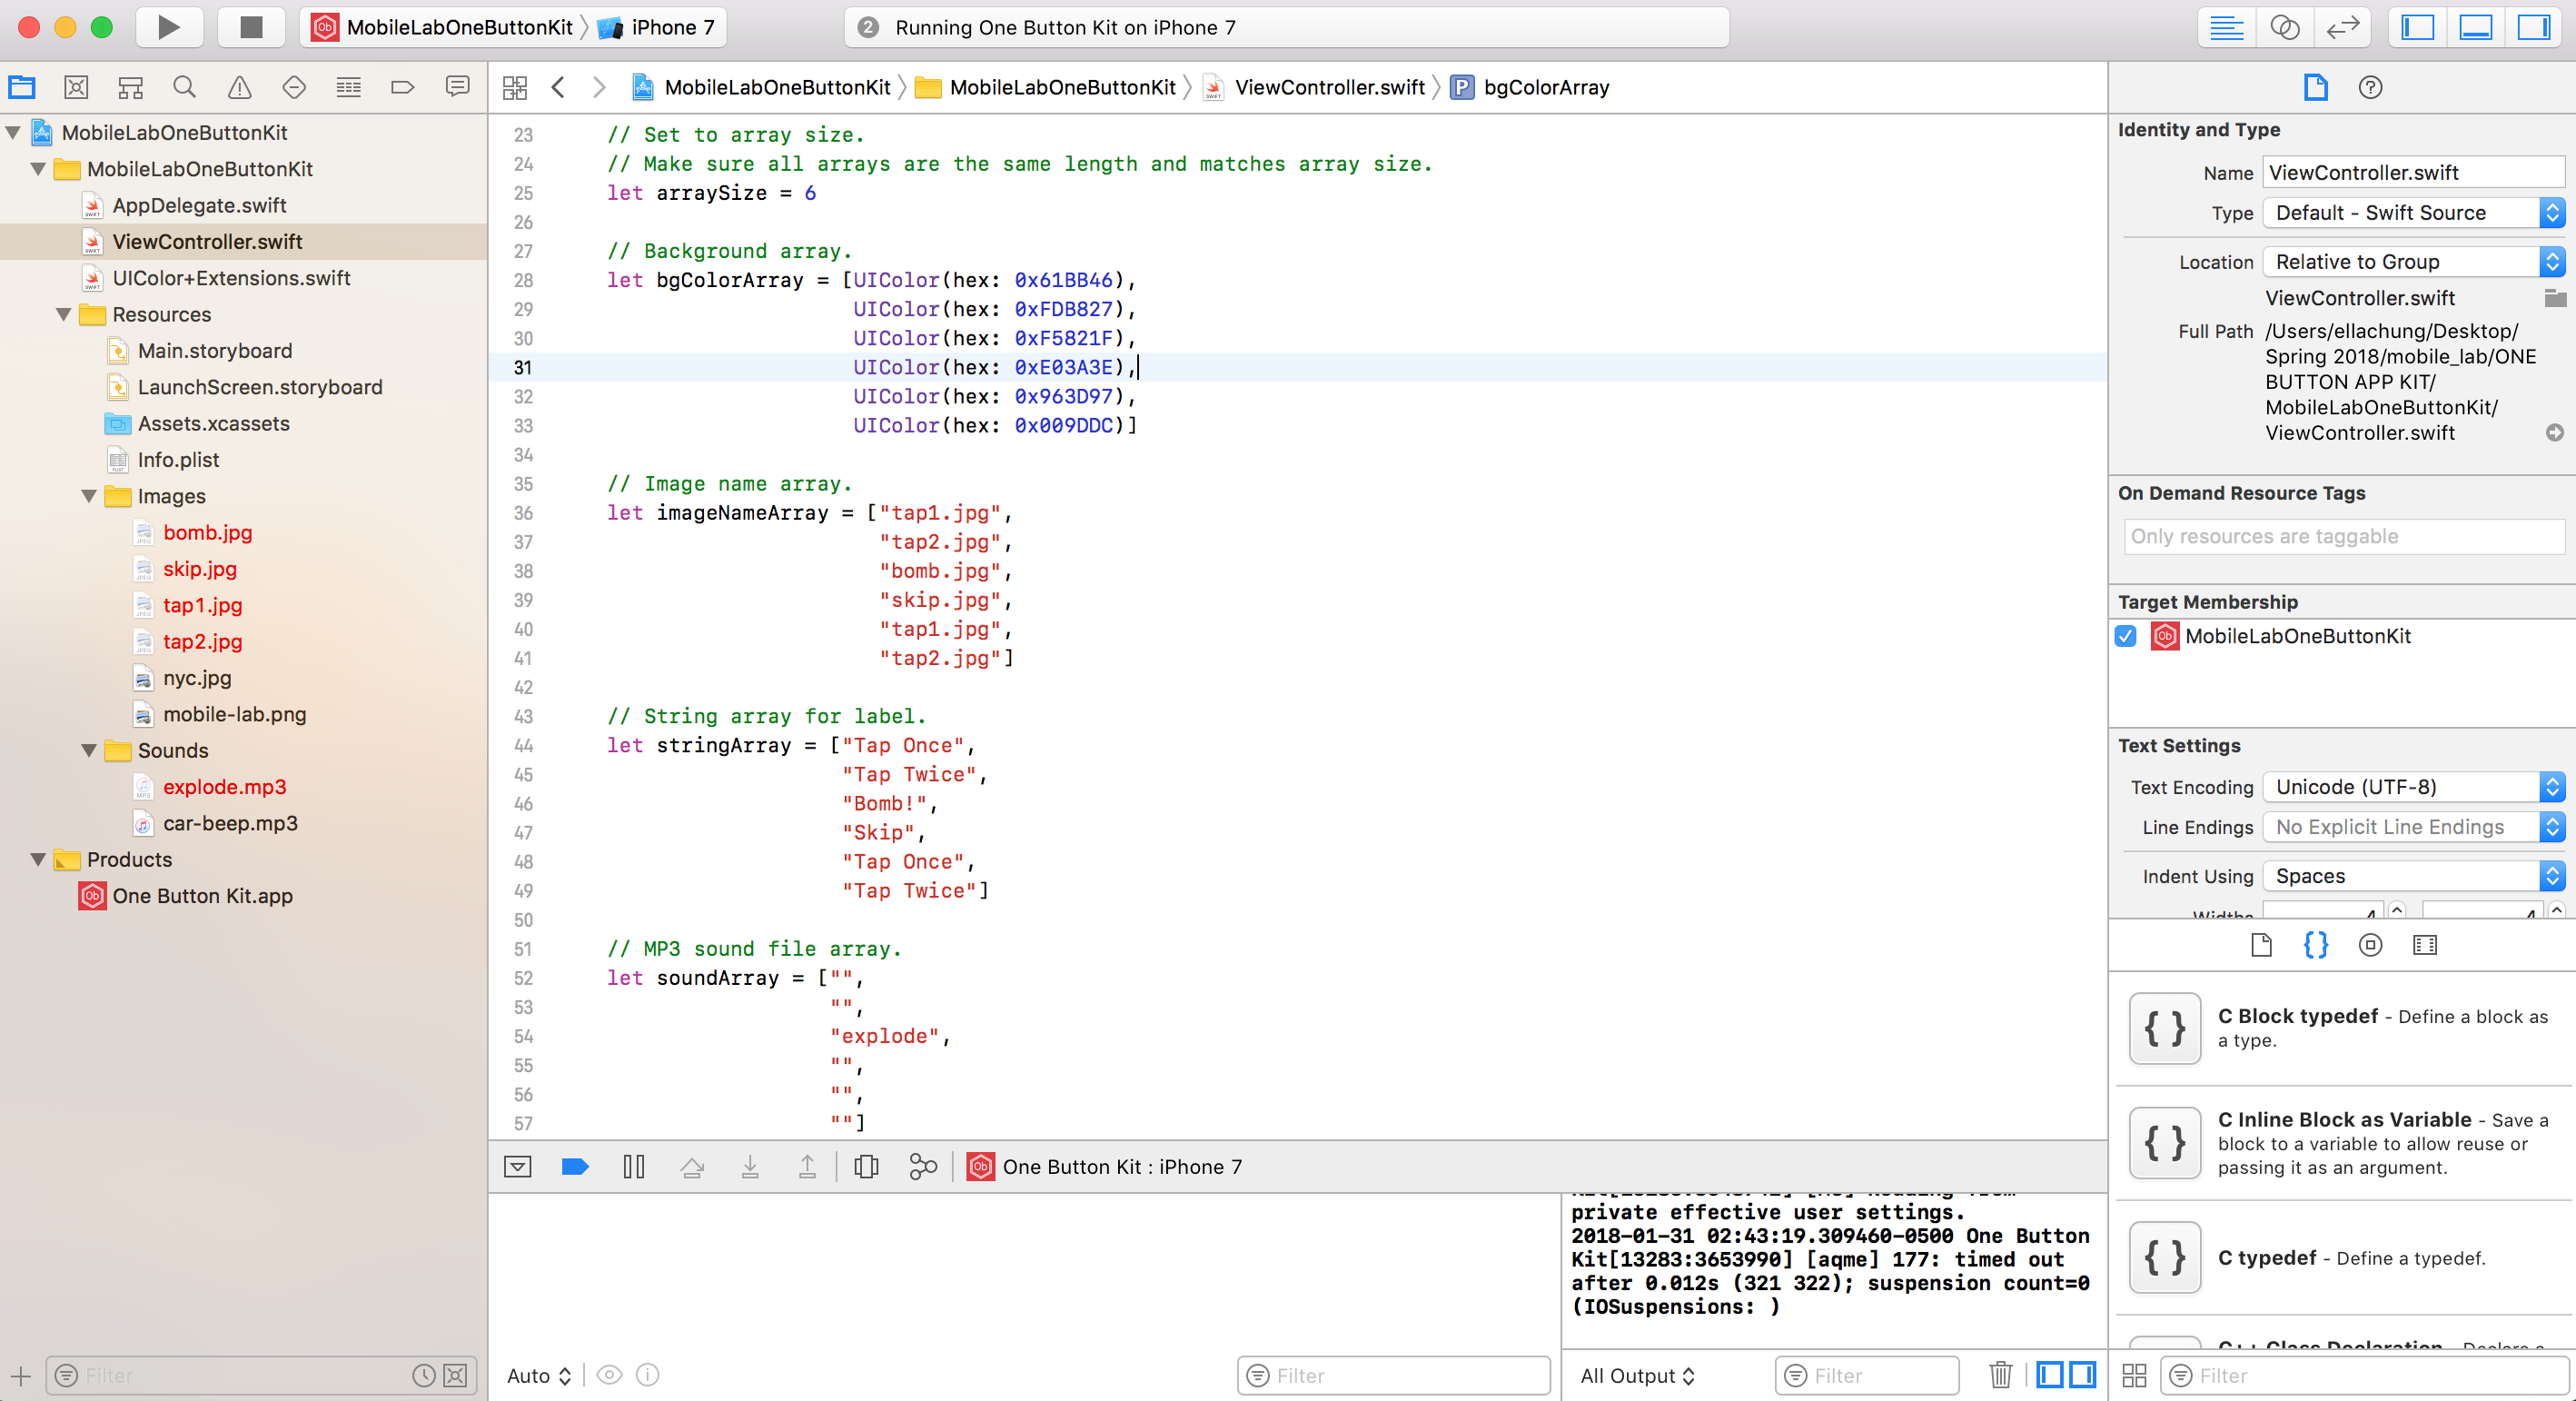 MobileLabOneButtonKit iPhone 7
2 Running One Button Kit on iPhone 7
MobileLabOneButtonKit MobileLabOneButtonKit ViewController.swift P bgColorArray
MobileLabOneButtonKit
MobileLabOneButtonKit
AppDelegate.swift
ViewController.swift
UIColor+Extensions.swift
Resources
Main.storyboard
LaunchScreen.storyboard
Assets.xcassets
Info.plist
Images
bomb.jpg
skip.jpg
tap1.jpg
tap2.jpg
nyc.jpg
mobile-lab.png
Sounds
explode.mp3
car-beep.mp3
Products
One Button Kit.app
Filter
23 // Set to array size.
24 // Make sure all arrays are the same length and matches array size.
25 let arraySize = 6
26
27 // Background array.
28 let bgColorArray = [UIColor(hex: 0x61BB46),
29 UIColor(hex: 0xFDB827),
30 UIColor(hex: 0xF5821F),
31 UIColor(hex: 0xE03A3E),
32 UIColor(hex: 0x963D97),
33 UIColor(hex: 0x009DDC)]
34
35 // Image name array.
36 let imageNameArray = ["tap1.jpg",
37 "tap2.jpg",
38 "bomb.jpg",
39 "skip.jpg",
40 "tap1.jpg",
41 "tap2.jpg"]
42
43 // String array for label.
44 let stringArray = ["Tap Once",
45 "Tap Twice",
46 "Bomb!",
47 "Skip",
48 "Tap Once",
49 "Tap Twice"]
50
51 // MP3 sound file array.
52 let soundArray = ["",
53 "",
54 "explode",
55 "",
56 "",
57 ""]
One Button Kit : iPhone 7
private effective user settings.
2018-01-31 02:43:19.309460-0500 One Button
Kit[13283:3653990] [aqme] 177: timed out
after 0.012s (321 322); suspension count=0
(IOSuspensions: )
Auto Filter
All Output Filter
Identity and Type
Name ViewController.swift
Type Default - Swift Source
Location Relative to Group
ViewController.swift
Full Path /Users/ellachung/Desktop/
Spring 2018/mobile_lab/ONE
BUTTON APP KIT/
MobileLabOneButtonKit/
ViewController.swift
On Demand Resource Tags
Only resources are taggable
Target Membership
MobileLabOneButtonKit
Text Settings
Text Encoding Unicode (UTF-8)
Line Endings No Explicit Line Endings
Indent Using Spaces
Widths 4 4
C Block typedef - Define a block as
a type.
C Inline Block as Variable - Save a
block to a variable to allow reuse or
passing it as an argument.
C typedef - Define a typedef.
C++ Class Declaration - Declare a
Filter